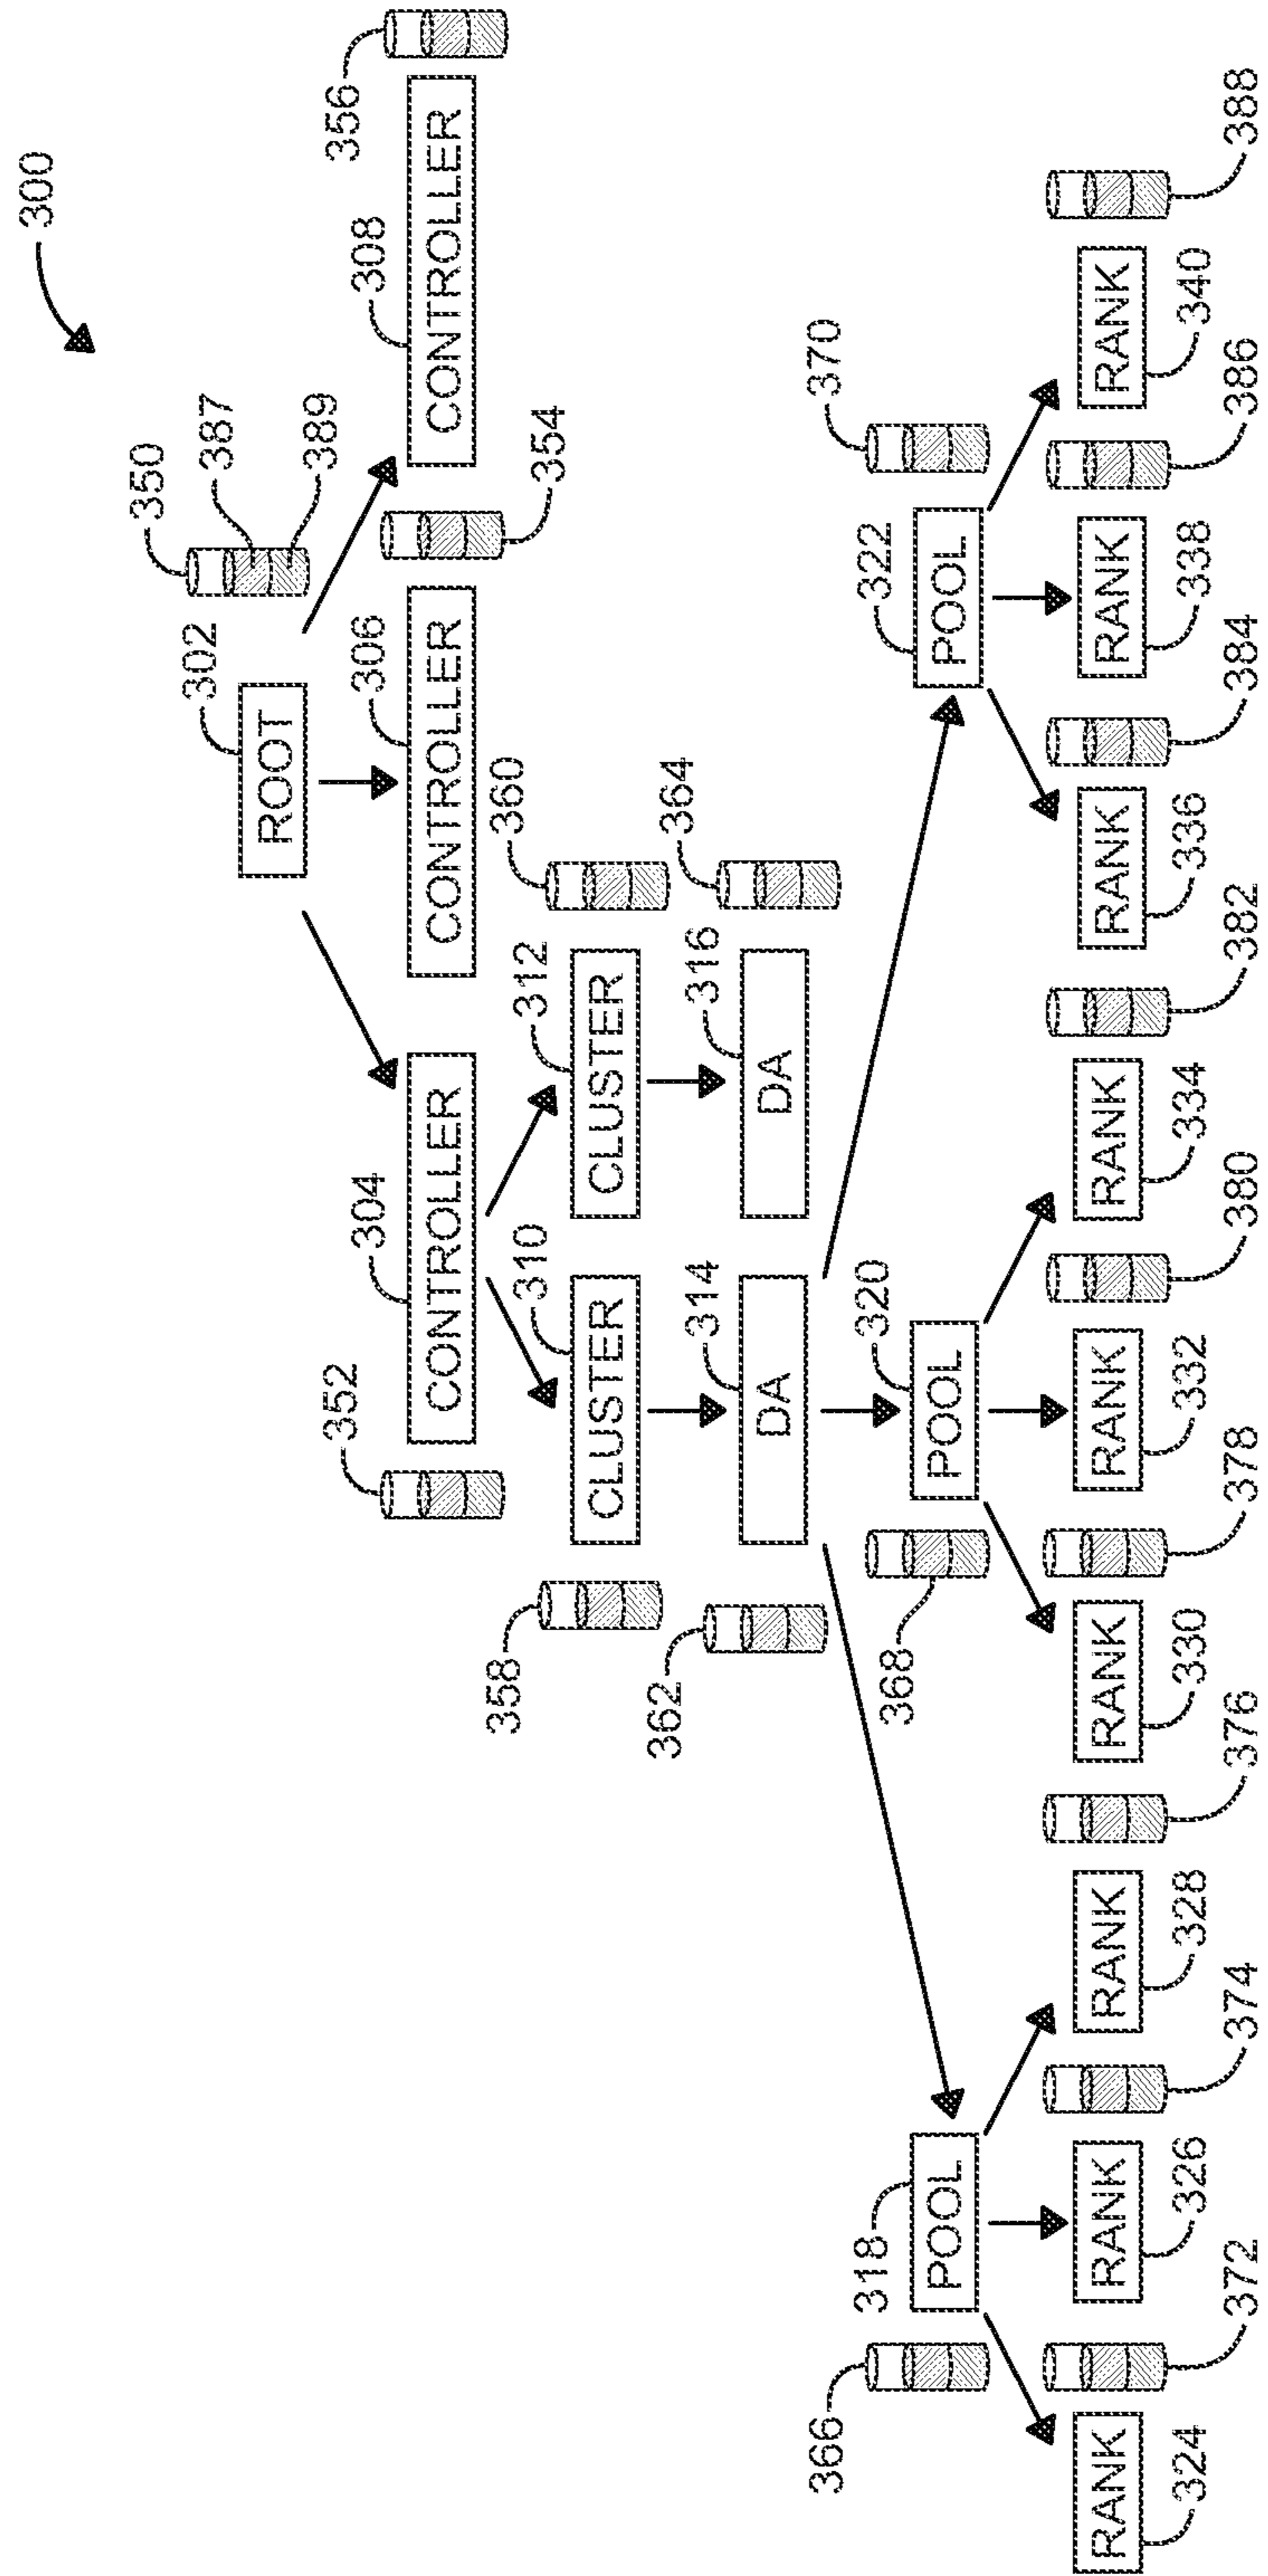 300
350
387
389
302
ROOT
352
304
CONTROLLER
306
CONTROLLER
354
308
CONTROLLER
356
358
310
CLUSTER
312
CLUSTER
360
362
314
DA
316
DA
364
366
318
POOL
368
320
POOL
322
POOL
370
RANK
RANK
RANK
RANK
RANK
RANK
RANK
RANK
RANK
324
326
328
330
332
334
336
338
340
372
374
376
378
380
382
384
386
388